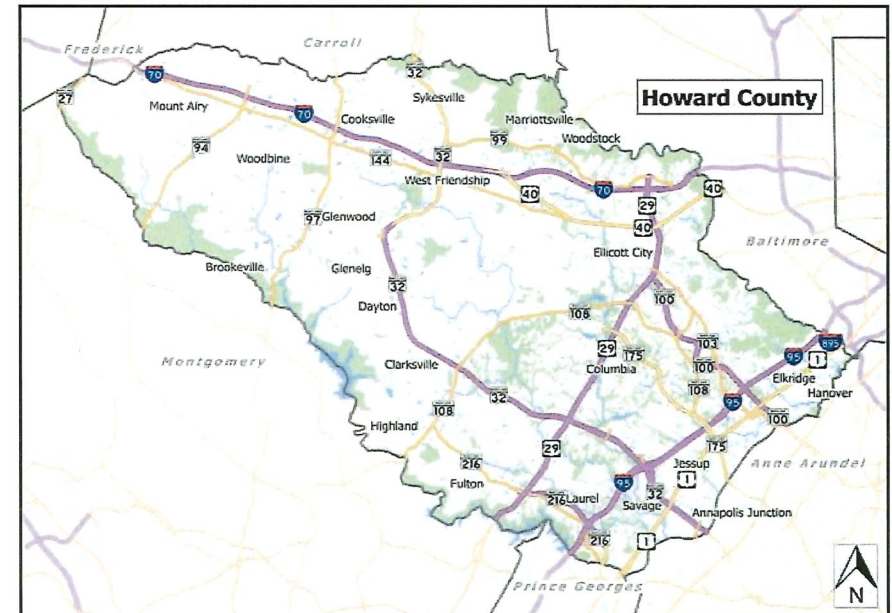 Frederick
Carroll
70
32
27
Mount Airy
70
Cooksville
Sykesville
Howard County
Marriottsville
Woodstock
99
94
Woodbine
144
32
West Friendship
40
70
40
29
97
Glenwood
40
Ellicott City
Baltimore
Brookeville
Glenelg
32
Dayton
100
108
103
895
Montgomery
29
175
95
1
Clarksville
Columbia
100
Elkridge
32
108
Hanover
108
95
100
Highland
29
175
216
Jessup
Anne Arundel
Fulton
95
1
32
216
Laurel
Savage
Annapolis Junction
216
1
Prince Georges
N